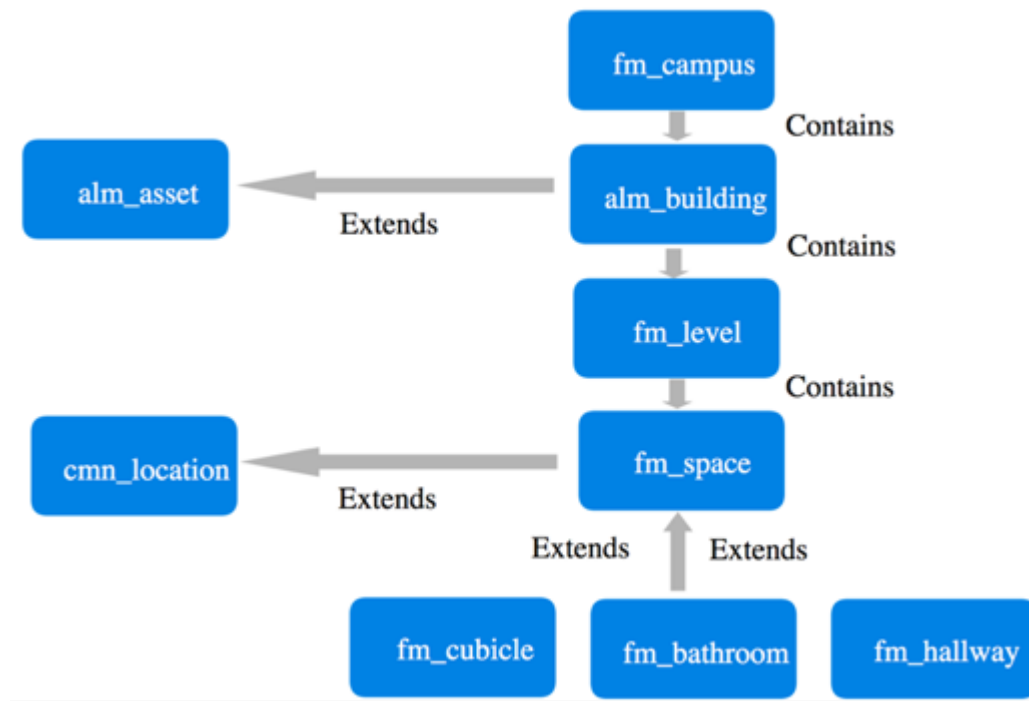 fm_campus
Contains
alm_asset
alm_building
Extends
Contains
fm_level
Contains
cmn_location
fm_space
Extends
Extends
Extends
fm_cubicle
fm_bathroom
fm_hallway